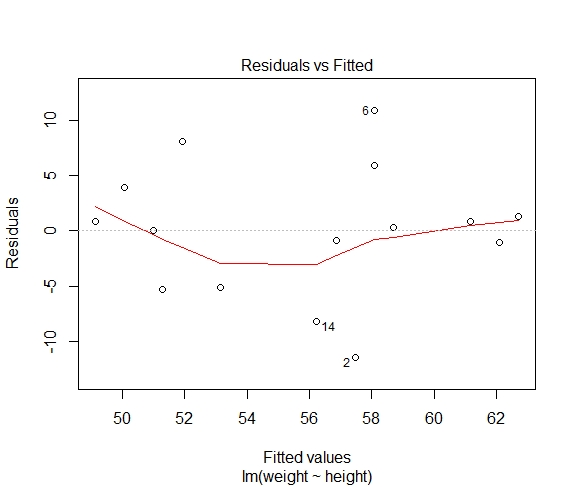 Residuals vs Fitted
Residuals
10
5
0
-5
-10
6
14
2
50 52 54 56 58 60 62
Fitted values
lm(weight ~ height)